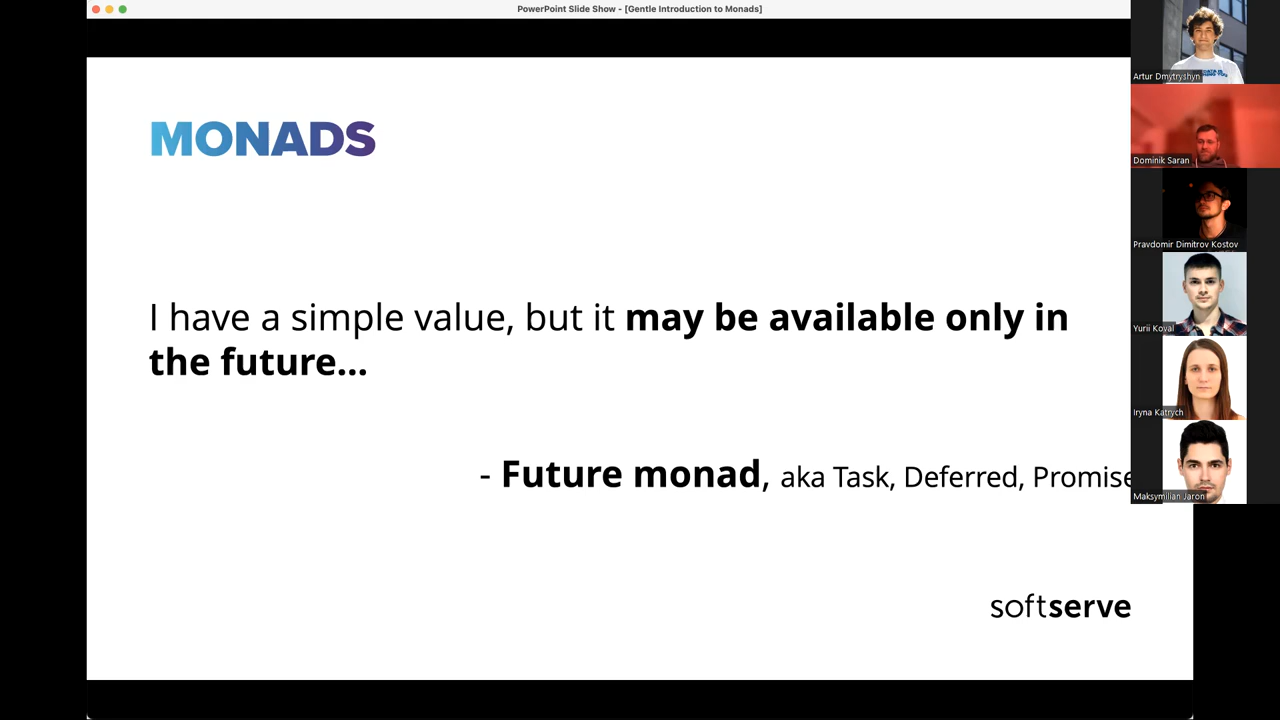 PowerPoint Slide Show - [Gentle Introduction to Monads]
MONADS
I have a simple value, but it may be available only in
the future...
- Future monad, aka Task, Deferred, Promise
softserve
Artur Dmytryshyn
Dominik Saran
Pravdomir Dimitrov Kostov
Yurii Koval
Iryna Katrych
Maksymilian Jaron